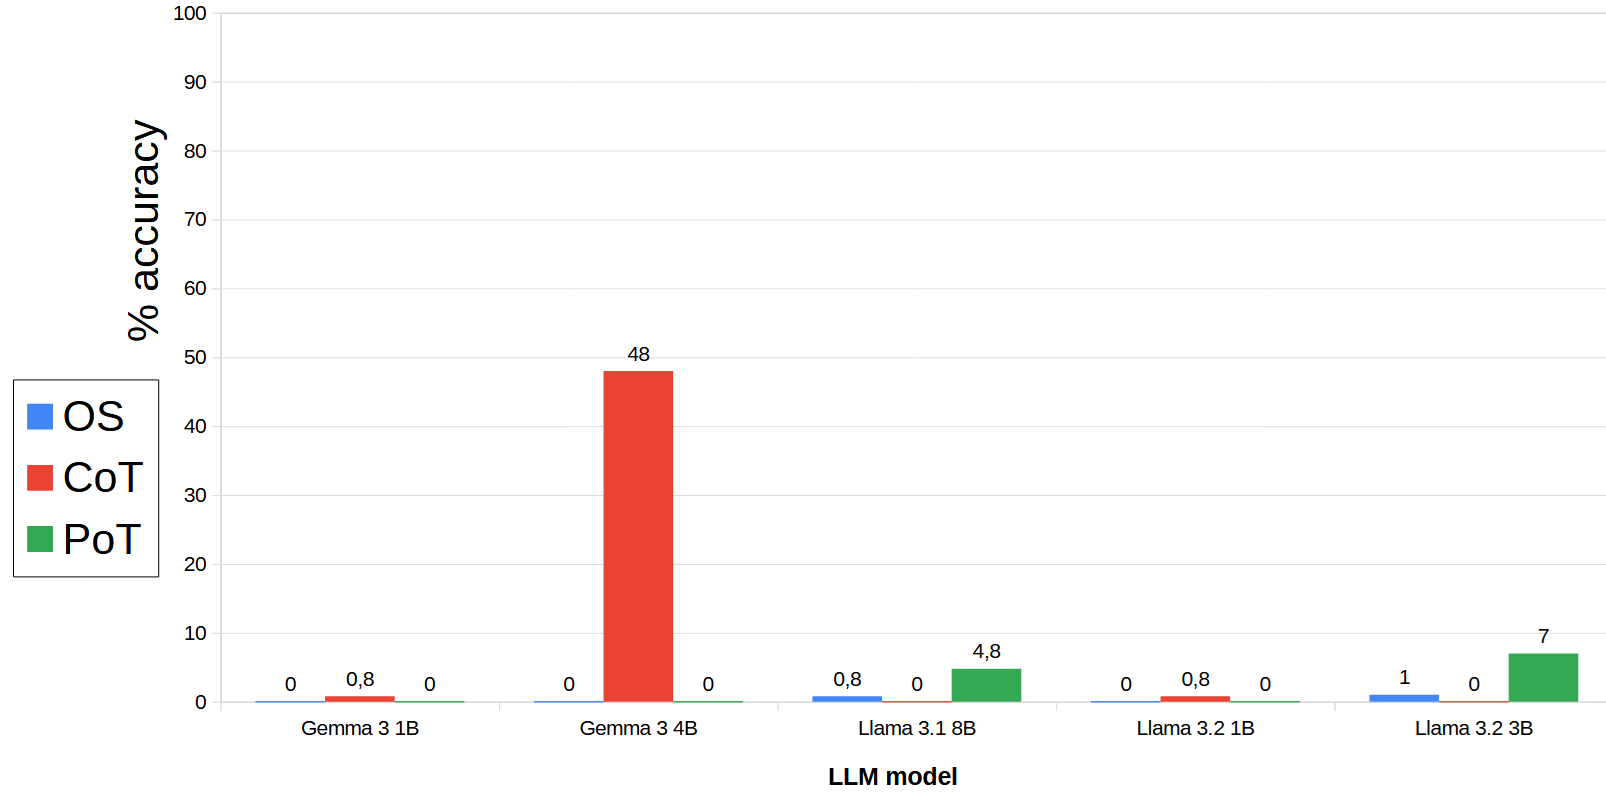 100
90
80
70
60
50
40
30
20
10
0
% accuracy
OS
CoT
PoT
0 0,8 0
0 48 0
0,8 0 4,8
0 0,8 0
1 0 7
Gemma 3 1B
Gemma 3 4B
Llama 3.1 8B
Llama 3.2 1B
Llama 3.2 3B
LLM model